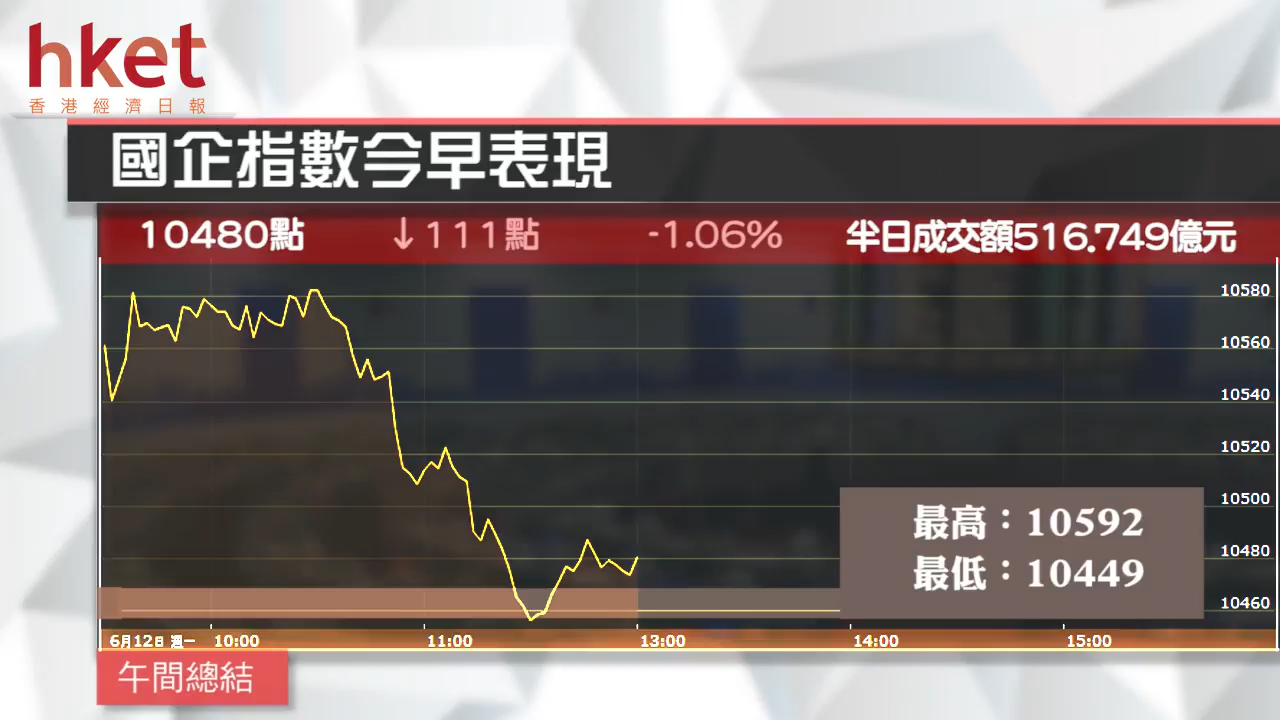 hket
香港經濟日報
國企指數今早表現
10480點 ↓111點 -1.06% 半日成交額516.749億元
10580
10560
10540
10520
10500
10480
10460
最高：10592
最低：10449
6月12日 週一 10:00 11:00 13:00 14:00 15:00
午間總結